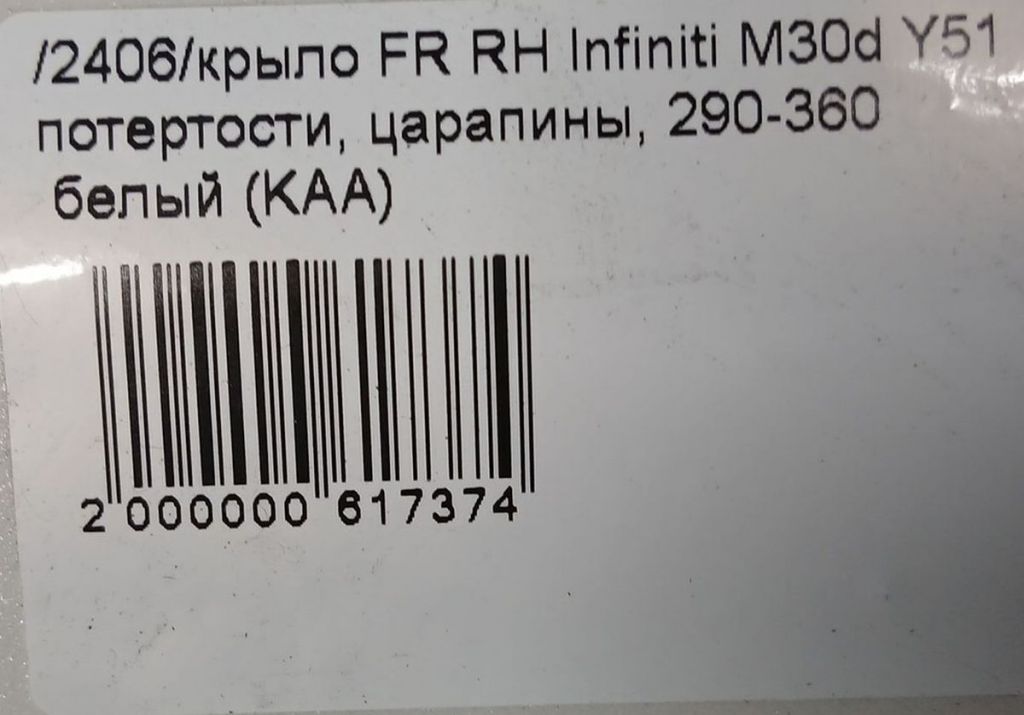 /2406/крыло FR RH Infiniti M30d Y51
потертости, царапины, 290-360
белый (KAA)
2 000000 617374